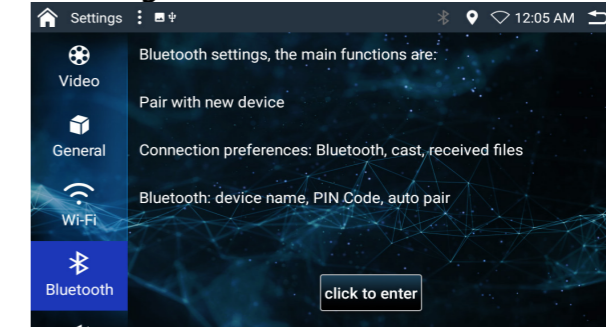 Settings 12:05 AM
Video
General
Wi-Fi
Bluetooth
Bluetooth settings, the main functions are:
Pair with new device
Connection preferences: Bluetooth, cast, received files
Bluetooth: device name, PIN Code, auto pair
click to enter